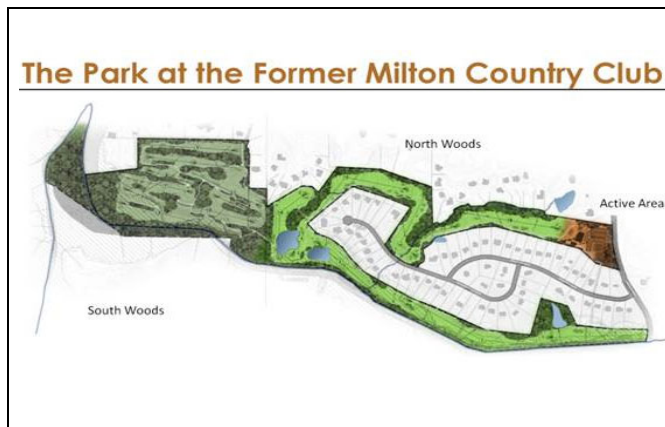 The Park at the Former Milton Country Club
North Woods
Active Area
South Woods